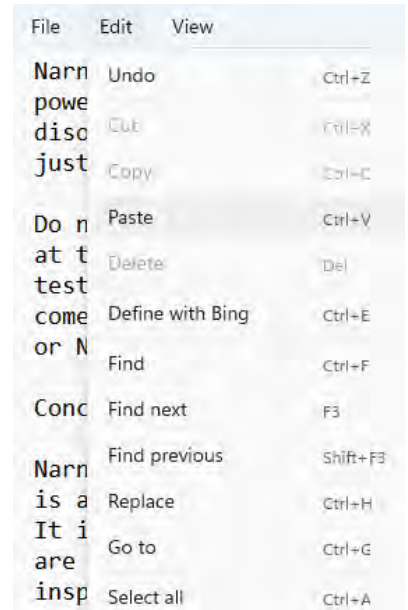 File Edit View
Narn
powe
diso
just
Do n
at t
test
come
or N
Conc
Narn
is a
It i
are
insp
Undo Ctrl+Z
Cut Ctrl+X
Copy Ctrl+C
Paste Ctrl+V
Delete Del
Define with Bing Ctrl+E
Find Ctrl+F
Find next F3
Find previous Shift+F3
Replace Ctrl+H
Go to Ctrl+G
Select all Ctrl+A